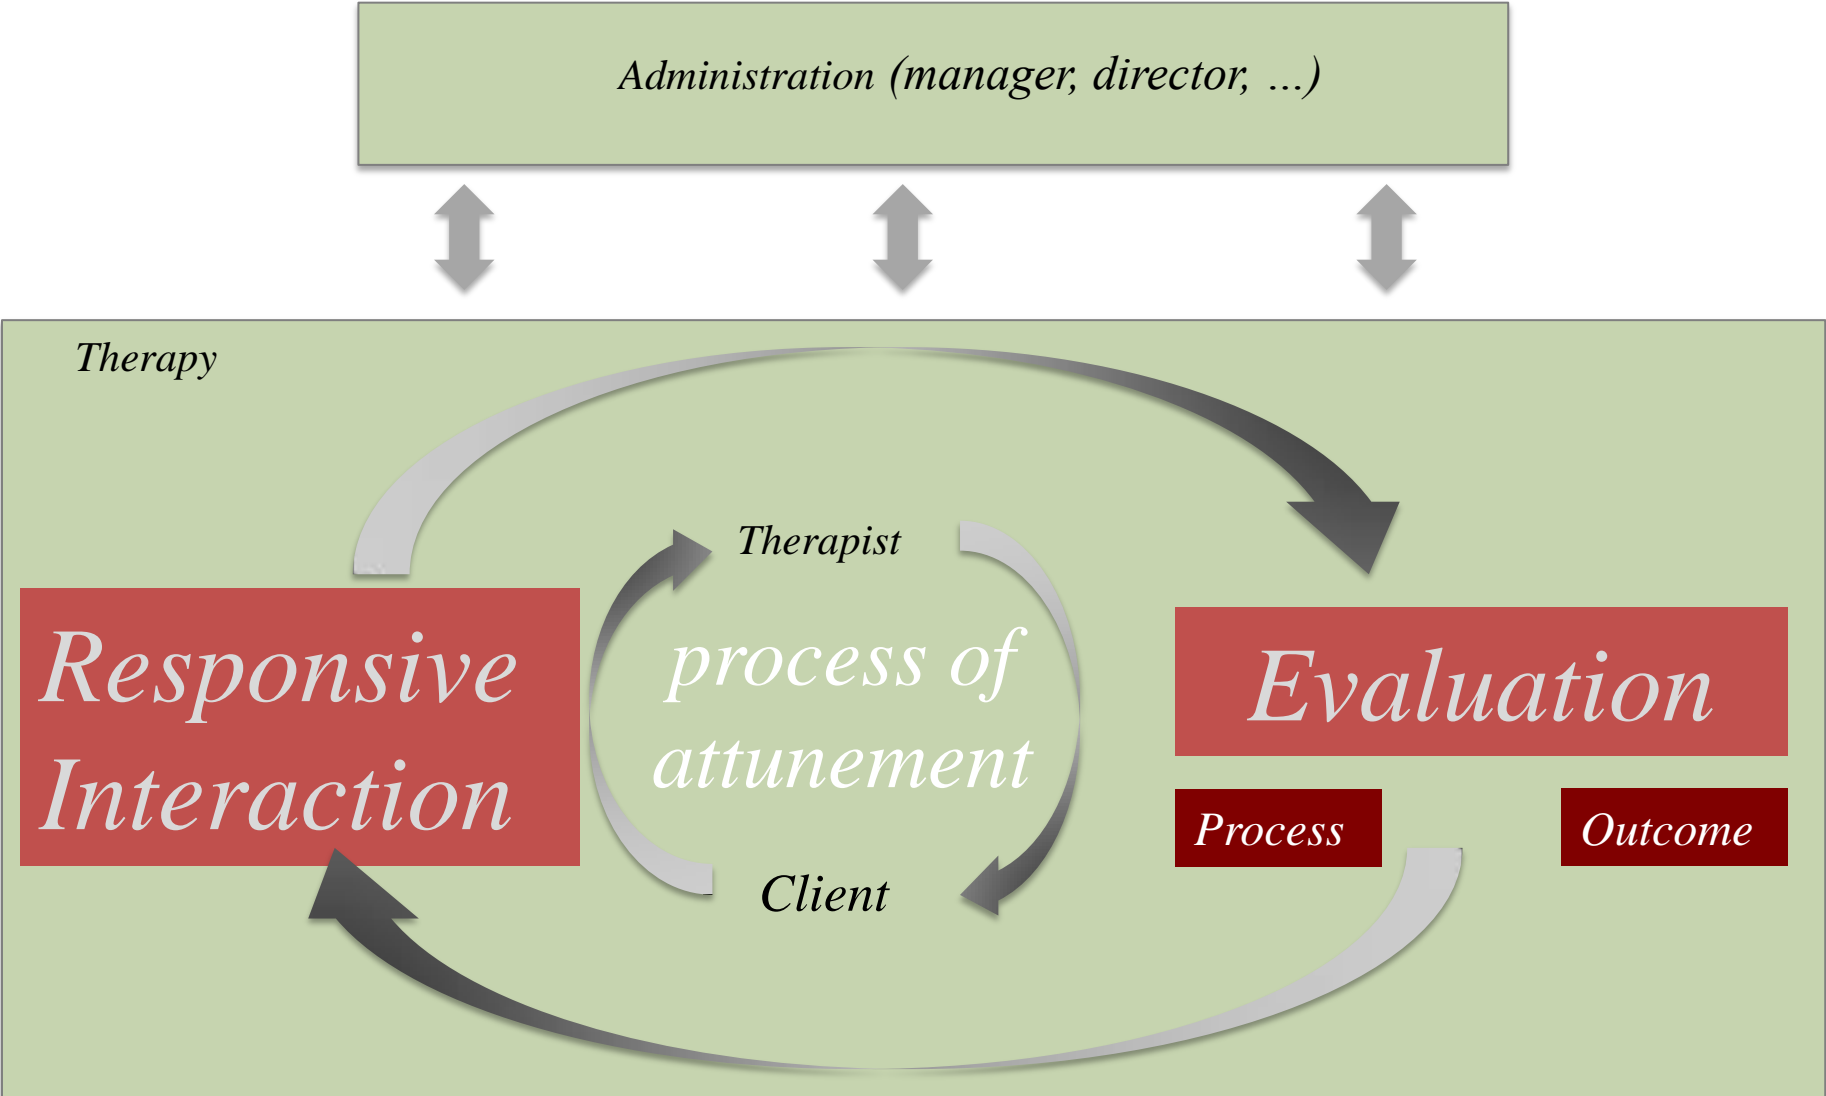 Administration (manager, director, ...)
Therapy
Therapist
Responsive
Interaction
process of
attunement
Evaluation
Process
Outcome
Client